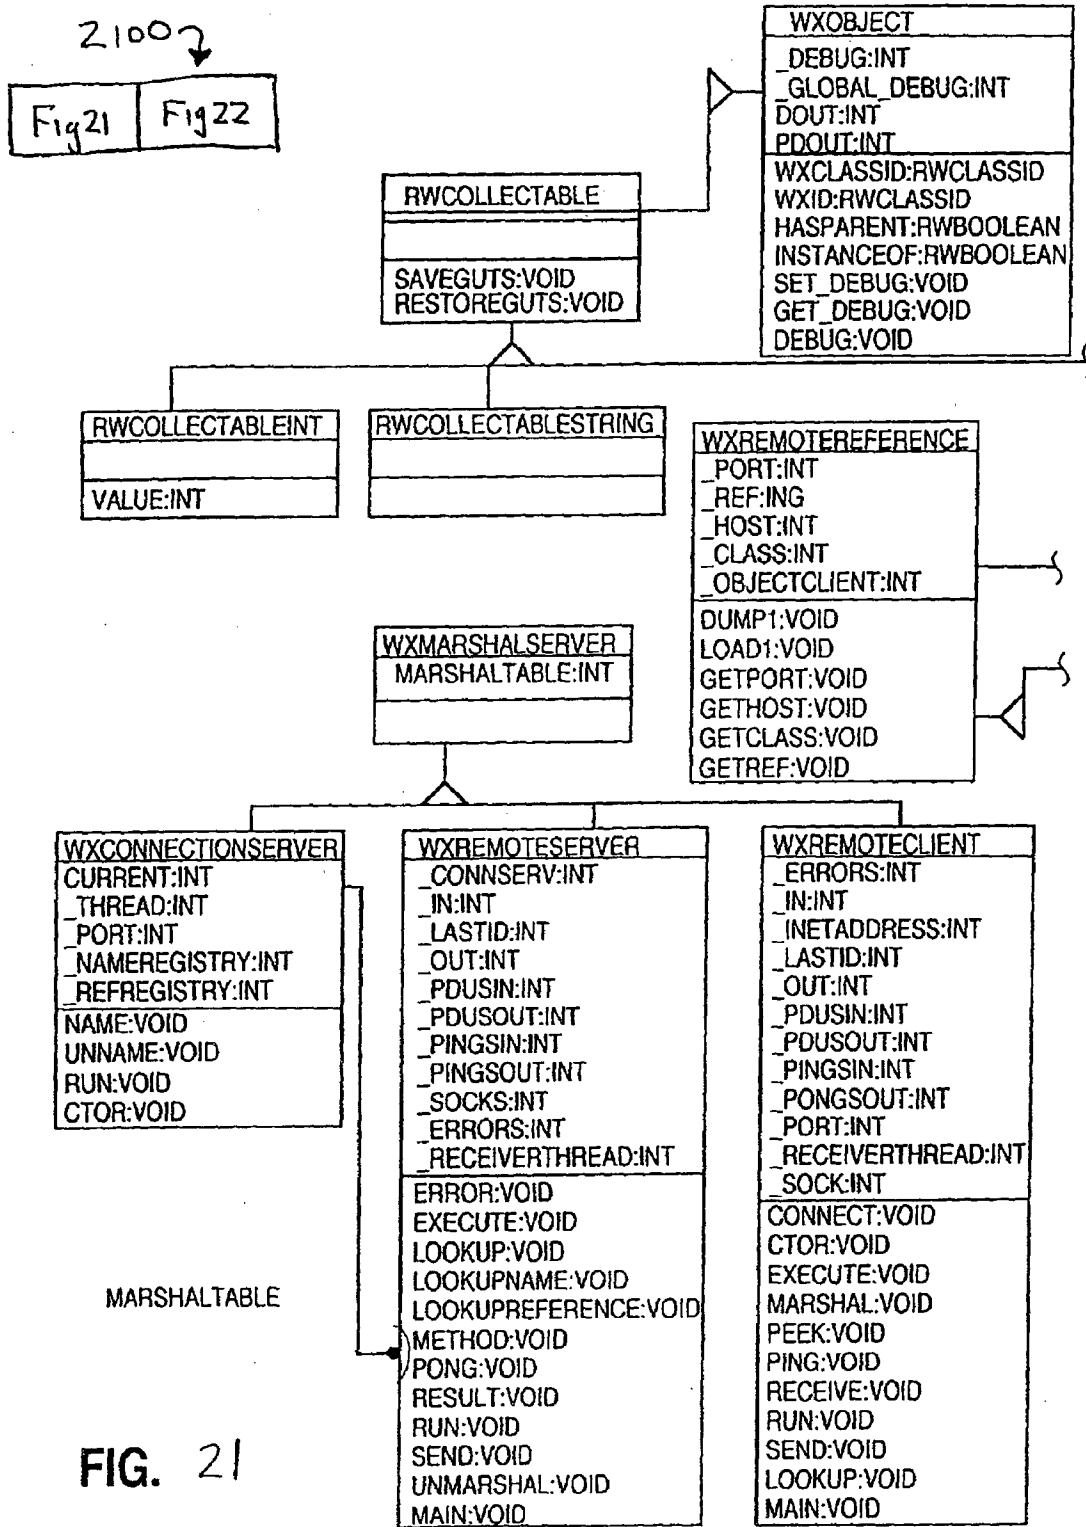 2100
Fig 21
Fig 22
WXOBJECT
_DEBUG:INT
_GLOBAL_DEBUG:INT
DOUT:INT
PDOUT:INT
WXCLASSID:RWCLASSID
WXID:RWCLASSID
HASPARENT:RWBOOLEAN
INSTANCEOF:RWBOOLEAN
SET_DEBUG:VOID
GET_DEBUG:VOID
DEBUG:VOID
RWCOLLECTABLE
SAVEGUTS:VOID
RESTOREGUTS:VOID
RWCOLLECTABLEINT
VALUE:INT
RWCOLLECTABLESTRING
WXREMOTEREFERENCE
_PORT:INT
_REF:ING
_HOST:INT
_CLASS:INT
_OBJECTCLIENT:INT
DUMP1:VOID
LOAD1:VOID
GETPORT:VOID
GETHOST:VOID
GETCLASS:VOID
GETREF:VOID
WXMARSHALSERVER
MARSHALTABLE:INT
WXCONNECTIONSERVER
CURRENT:INT
_THREAD:INT
_PORT:INT
_NAMEREGISTRY:INT
_REFREGISTRY:INT
NAME:VOID
UNNAME:VOID
RUN:VOID
CTOR:VOID
WXREMOTESERVER
_CONNSERV:INT
_IN:INT
_LASTID:INT
_OUT:INT
_PDUSIN:INT
_PDUSOUT:INT
_PINGSIN:INT
_PINGSOUT:INT
_SOCKS:INT
_ERRORS:INT
_RECEIVERTHREAD:INT
ERROR:VOID
EXECUTE:VOID
LOOKUP:VOID
LOOKUPNAME:VOID
LOOKUPREFERENCE:VOID
METHOD:VOID
PONG:VOID
RESULT:VOID
RUN:VOID
SEND:VOID
UNMARSHAL:VOID
MAIN:VOID
WXREMOTECLIENT
_ERRORS:INT
_IN:INT
_INETADDRESS:INT
_LASTID:INT
_OUT:INT
_PDUSIN:INT
_PDUSOUT:INT
_PINGSIN:INT
_PONGSOUT:INT
_PORT:INT
_RECEIVERTHREAD:INT
_SOCK:INT
CONNECT:VOID
CTOR:VOID
EXECUTE:VOID
MARSHAL:VOID
PEEK:VOID
PING:VOID
RECEIVE:VOID
RUN:VOID
SEND:VOID
LOOKUP:VOID
MAIN:VOID
MARSHALTABLE
FIG. 21